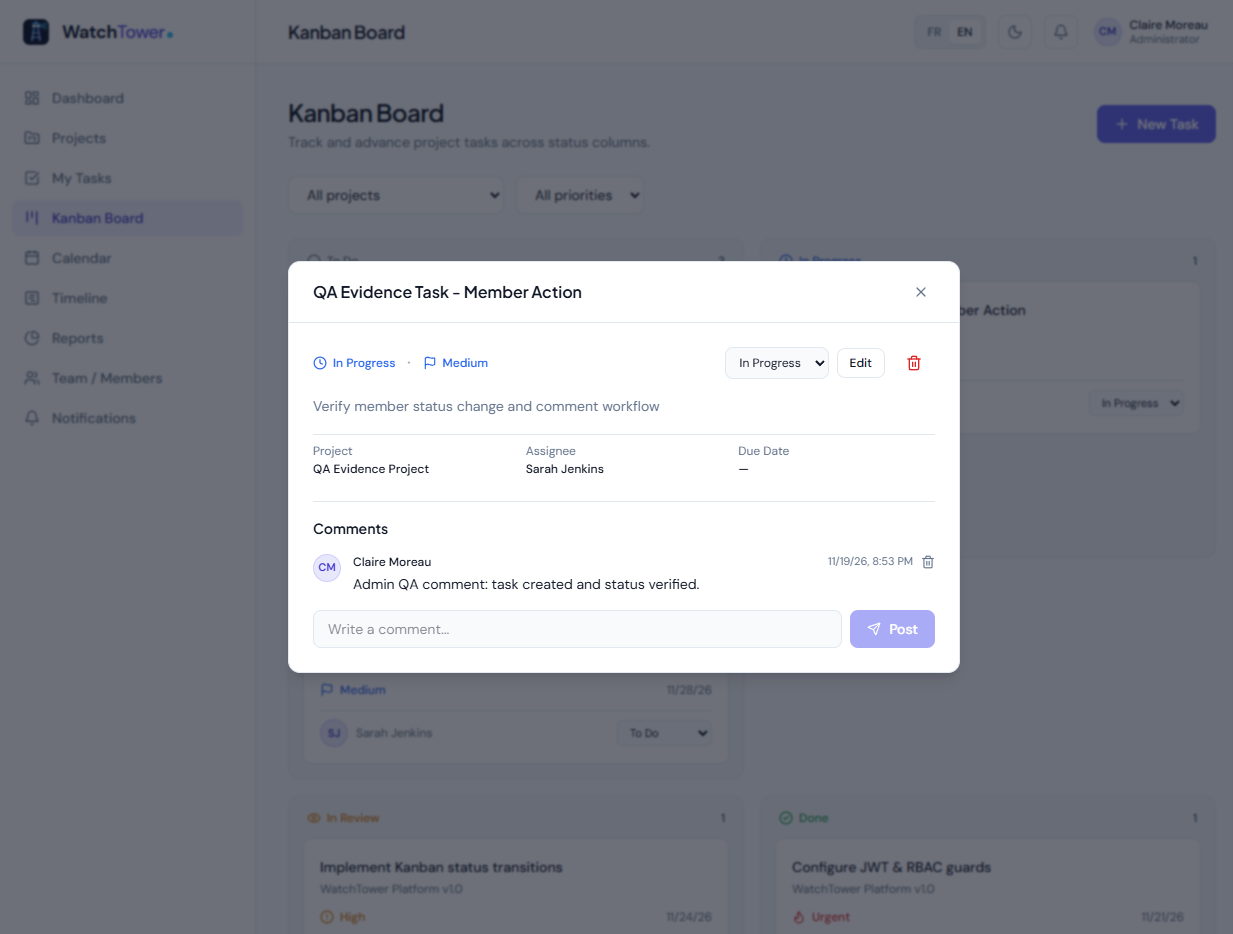 WatchTower
Kanban Board
FR EN
CM
Claire Moreau
Administrator
Dashboard
Projects
My Tasks
Kanban Board
Calendar
Timeline
Reports
Team / Members
Notifications
Kanban Board
Track and advance project tasks across status columns.
+ New Task
All projects
All priorities
To Do
In Progress
1
QA Evidence Task - Member Action
In Progress · Medium
In Progress
Edit
Verify member status change and comment workflow
Project
QA Evidence Project
Assignee
Sarah Jenkins
Due Date
—
Comments
CM
Claire Moreau
11/19/26, 8:53 PM
Admin QA comment: task created and status verified.
Write a comment...
Post
Action
In Progress
Medium
11/28/26
SJ
Sarah Jenkins
To Do
In Review
1
Implement Kanban status transitions
WatchTower Platform v1.0
High
11/24/26
Done
1
Configure JWT & RBAC guards
WatchTower Platform v1.0
Urgent
11/21/26